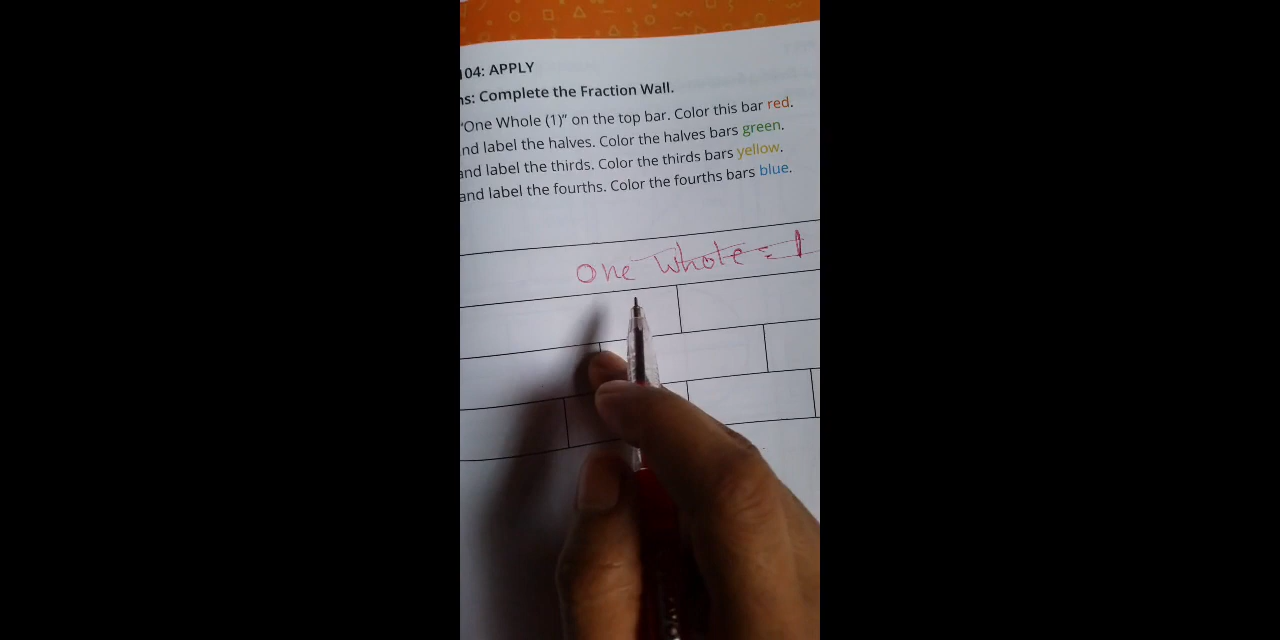 104: APPLY
ns: Complete the Fraction Wall.
"One Whole (1)" on the top bar. Color this bar red.
nd label the halves. Color the halves bars green.
and label the thirds. Color the thirds bars yellow.
and label the fourths. Color the fourths bars blue.
One Whole = 1